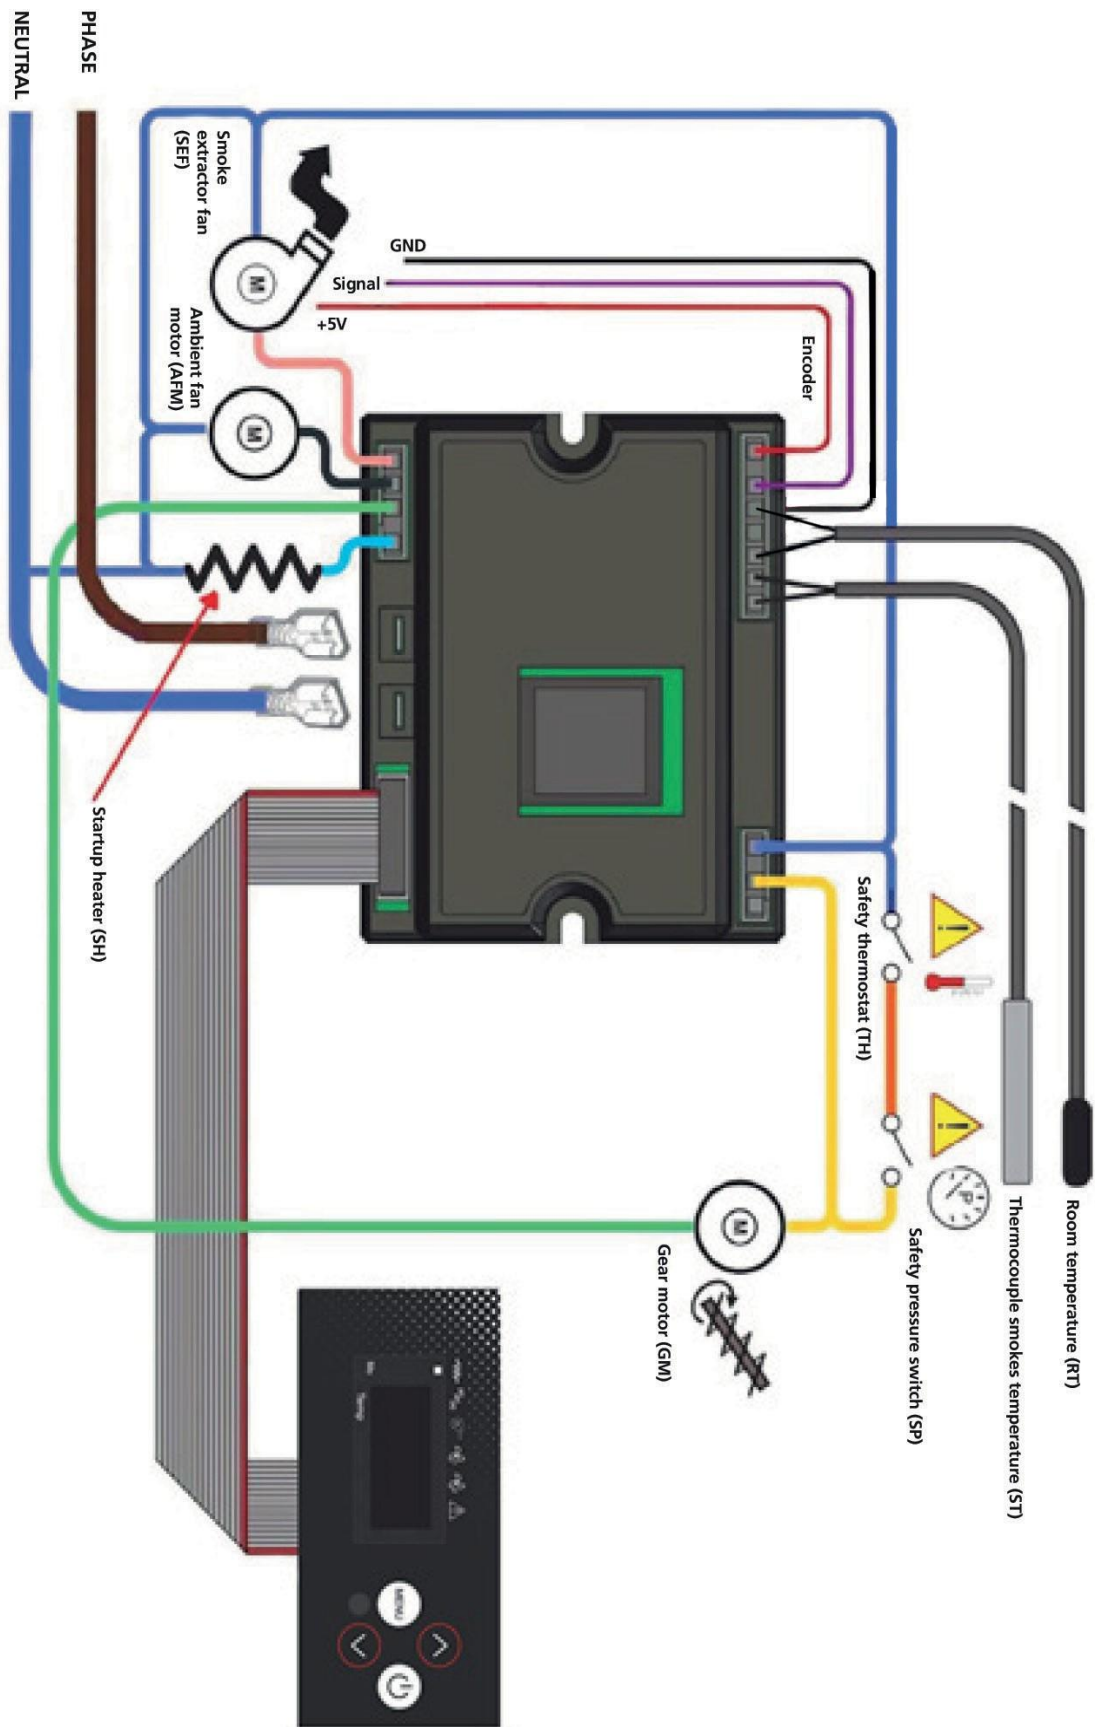 NEUTRAL
PHASE
Smoke
extractor fan
(SEF)
GND
Signal
+5V
Encoder
Ambient fan
motor (AFM)
M
M
Startup heater (SH)
Safety thermostat (TH)
Safety pressure switch (SP)
P
Thermocouple smokes temperature (ST)
Room temperature (RT)
Gear motor (GM)
M
Temp
MENU